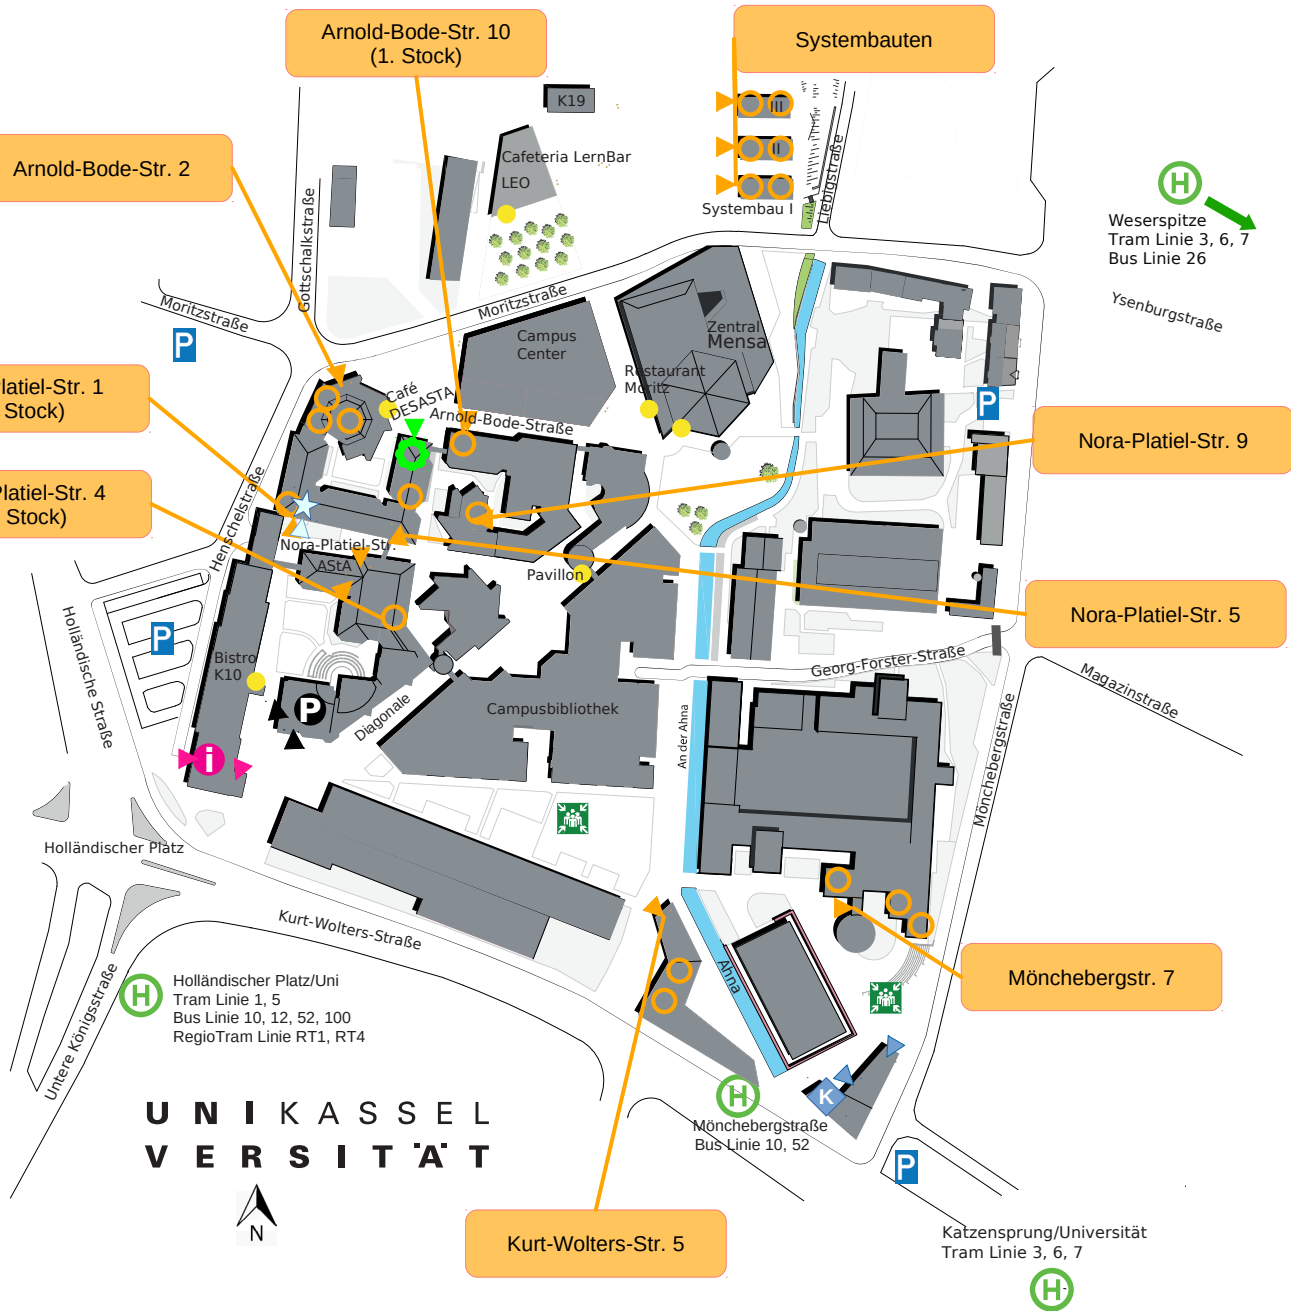 Arnold-Bode-Str. 10
(1. Stock)
Systembauten
K19
III
II
Systembau I
Liebigstraße
Cafeteria LernBar
LEO
Arnold-Bode-Str. 2
Gottschalkstraße
H
Weserspitze
Tram Linie 3, 6, 7
Bus Linie 26
Ysenburgstraße
Moritzstraße
Moritzstraße
P
Campus
Center
Zentral
Mensa
Restaurant
Moritz
Café
DESASTA
Arnold-Bode-Straße
P
Platiel-Str. 1
Stock)
Nora-Platiel-Str. 9
Platiel-Str. 4
Stock)
Henschelstraße
Nora-Platiel-Str.
AStA
Pavillon
Nora-Platiel-Str. 5
Holländische Straße
P
Bistro
K10
P
Diagonale
Campusbibliothek
An der Ahna
Georg-Forster-Straße
Magazinstraße
Mönchebergstraße
i
Holländischer Platz
Kurt-Wolters-Straße
Untere Königsstraße
H
Holländischer Platz/Uni
Tram Linie 1, 5
Bus Linie 10, 12, 52, 100
RegioTram Linie RT1, RT4
Ahna
Mönchebergstr. 7
H
Mönchebergstraße
Bus Linie 10, 52
K
P
UNIKASSEL
VERSITÄT
N
Kurt-Wolters-Str. 5
Katzensprung/Universität
Tram Linie 3, 6, 7
H